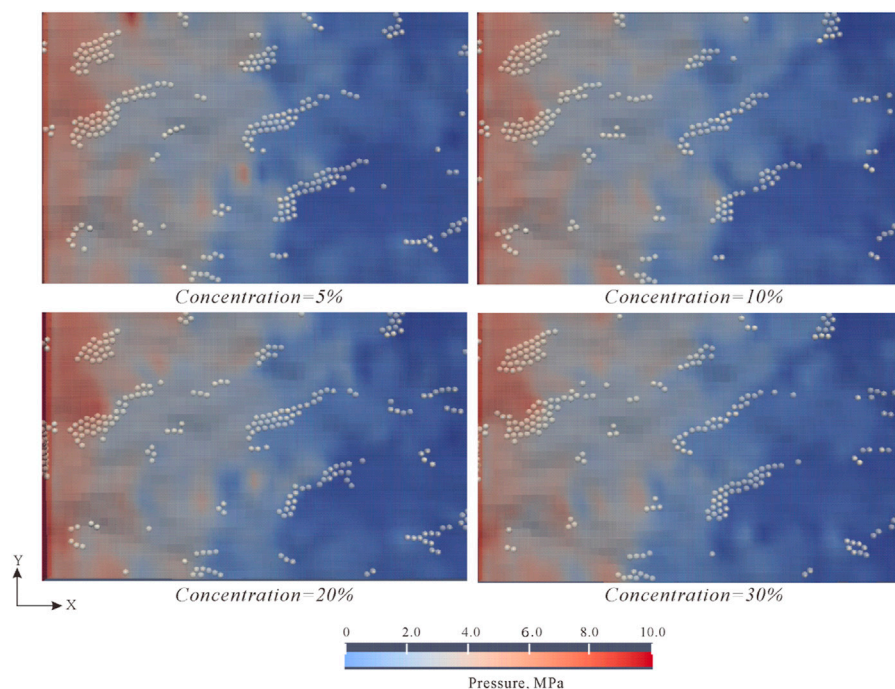 Concentration=5%
Concentration=10%
Y
X
Concentration=20%
Concentration=30%
0 2.0 4.0 6.0 8.0 10.0
Pressure, MPa